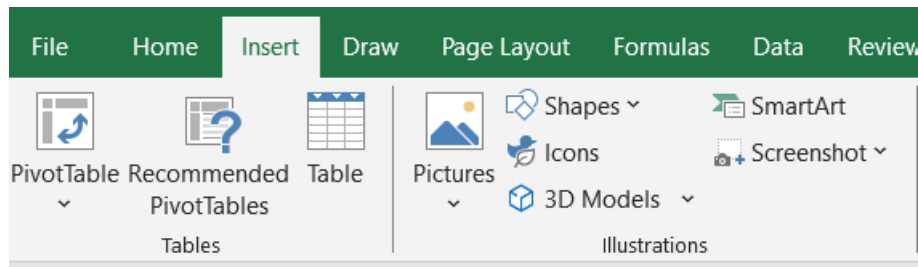 File Home Insert Draw Page Layout Formulas Data Review
PivotTable
Recommended
PivotTables
Table
Tables
Pictures
Shapes
Icons
3D Models
SmartArt
Screenshot
Illustrations